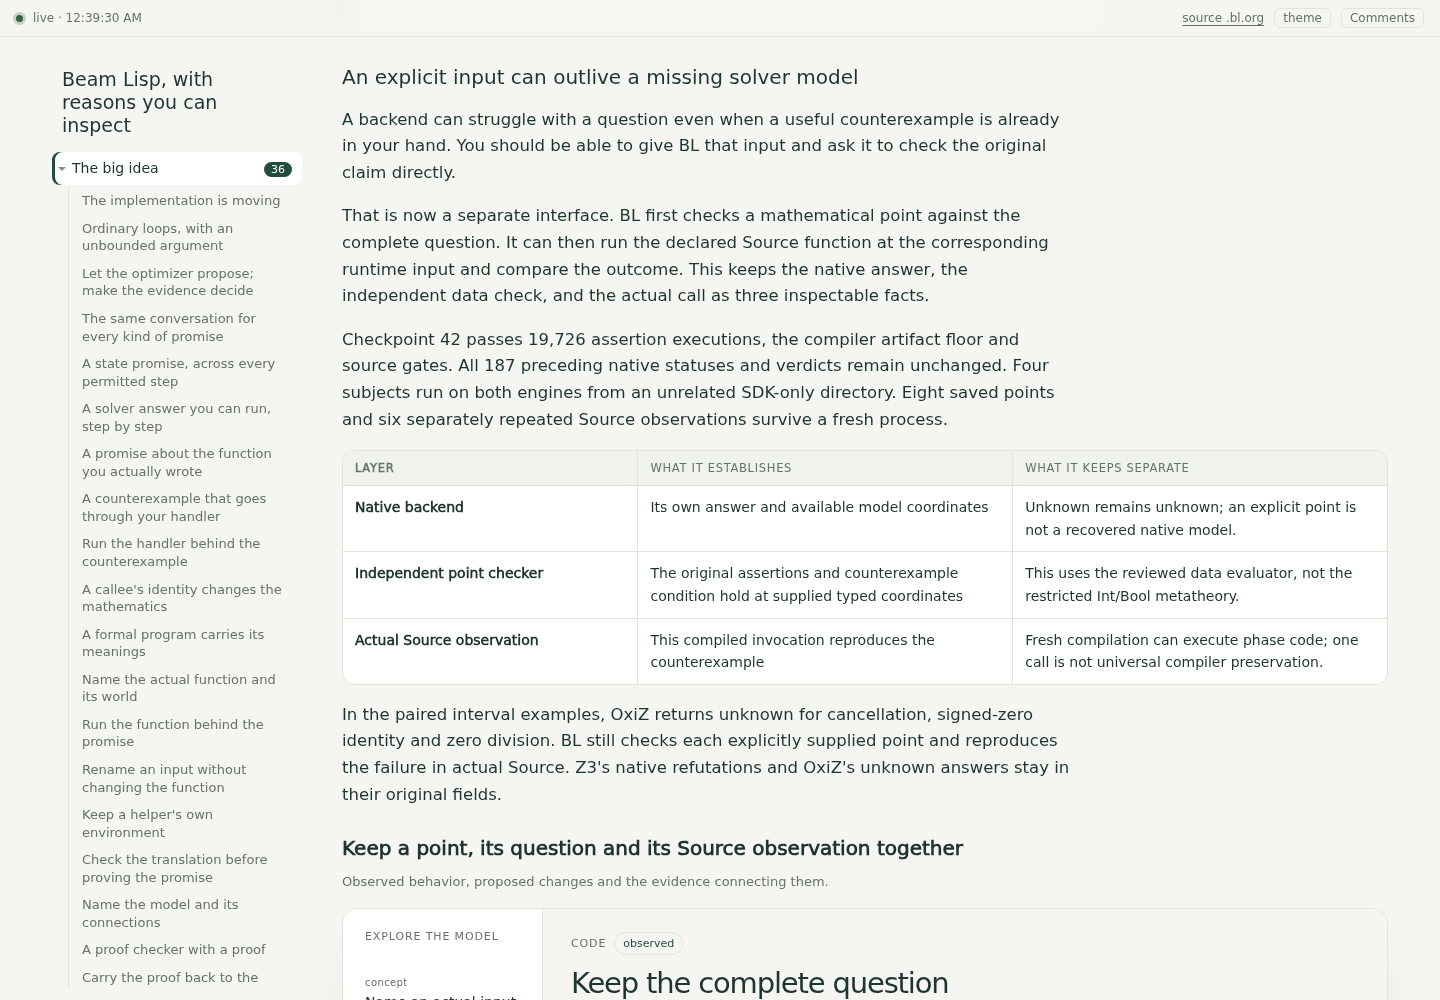 live · 12:39:30 AM
source .bl.org
theme
Comments
Beam Lisp, with
reasons you can
inspect
The big idea
36
The implementation is moving
Ordinary loops, with an
unbounded argument
Let the optimizer propose;
make the evidence decide
The same conversation for
every kind of promise
A state promise, across every
permitted step
A solver answer you can run,
step by step
A promise about the function
you actually wrote
A counterexample that goes
through your handler
Run the handler behind the
counterexample
A callee's identity changes the
mathematics
A formal program carries its
meanings
Name the actual function and
its world
Run the function behind the
promise
Rename an input without
changing the function
Keep a helper's own
environment
Check the translation before
proving the promise
Name the model and its
connections
A proof checker with a proof
Carry the proof back to the
An explicit input can outlive a missing solver model
A backend can struggle with a question even when a useful counterexample is already
in your hand. You should be able to give BL that input and ask it to check the original
claim directly.
That is now a separate interface. BL first checks a mathematical point against the
complete question. It can then run the declared Source function at the corresponding
runtime input and compare the outcome. This keeps the native answer, the
independent data check, and the actual call as three inspectable facts.
Checkpoint 42 passes 19,726 assertion executions, the compiler artifact floor and
source gates. All 187 preceding native statuses and verdicts remain unchanged. Four
subjects run on both engines from an unrelated SDK-only directory. Eight saved points
and six separately repeated Source observations survive a fresh process.
LAYER
WHAT IT ESTABLISHES
WHAT IT KEEPS SEPARATE
Native backend
Its own answer and available model coordinates
Unknown remains unknown; an explicit point is
not a recovered native model.
Independent point checker
The original assertions and counterexample
condition hold at supplied typed coordinates
This uses the reviewed data evaluator, not the
restricted Int/Bool metatheory.
Actual Source observation
This compiled invocation reproduces the
counterexample
Fresh compilation can execute phase code; one
call is not universal compiler preservation.
In the paired interval examples, OxiZ returns unknown for cancellation, signed-zero
identity and zero division. BL still checks each explicitly supplied point and reproduces
the failure in actual Source. Z3's native refutations and OxiZ's unknown answers stay in
their original fields.
Keep a point, its question and its Source observation together
Observed behavior, proposed changes and the evidence connecting them.
EXPLORE THE MODEL
concept
Name an actual input
CODE
observed
Keep the complete question